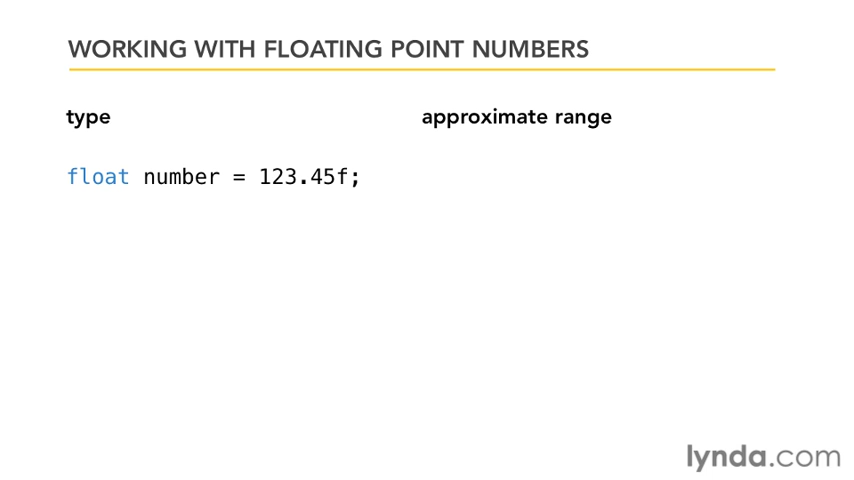 WORKING WITH FLOATING POINT NUMBERS
type approximate range
float number = 123.45f;
lynda.com